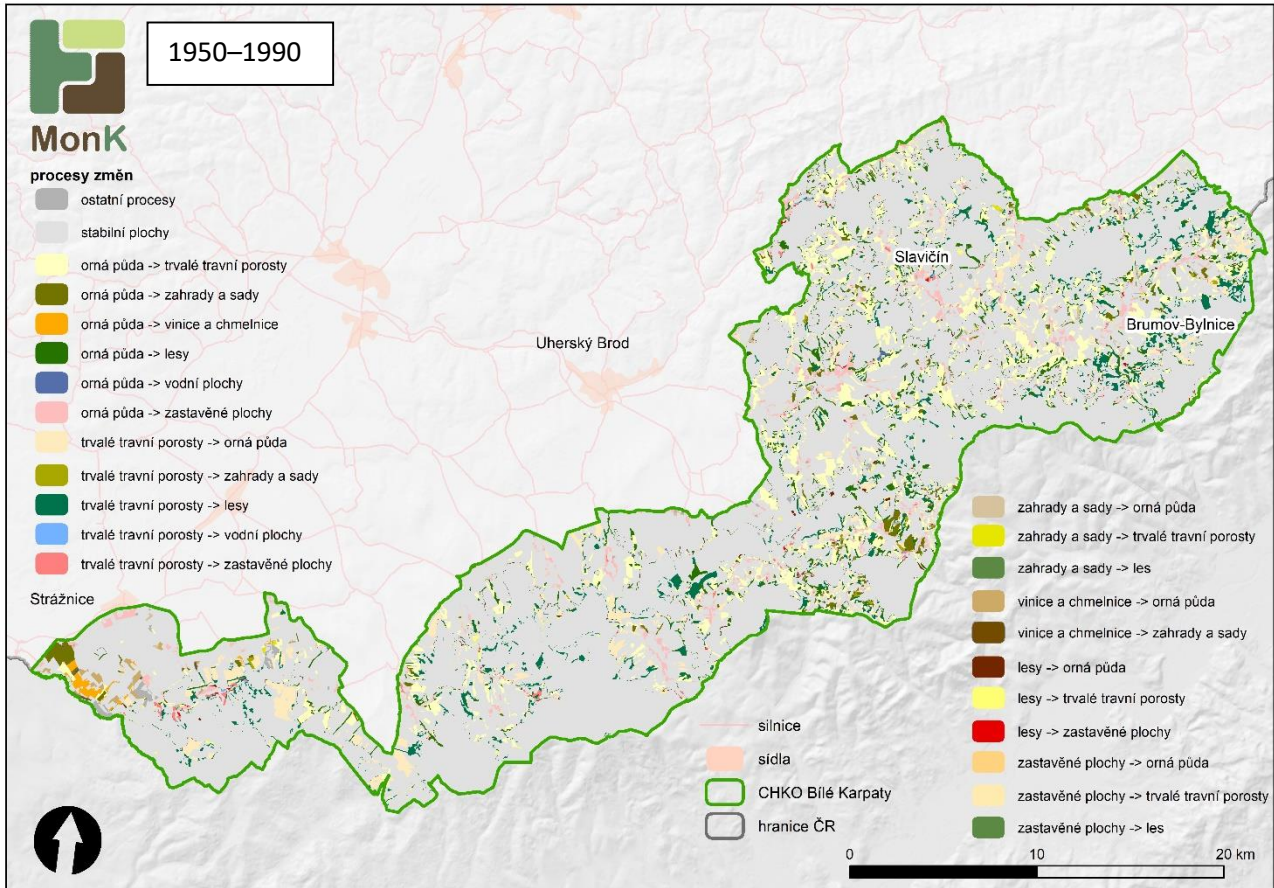 1950–1990
MonK
procesy změn
ostatní procesy
stabilní plochy
orná půda -> trvalé travní porosty
orná půda -> zahrady a sady
orná půda -> vinice a chmelnice
orná půda -> lesy
orná půda -> vodní plochy
orná půda -> zastavěné plochy
trvalé travní porosty -> orná půda
trvalé travní porosty -> zahrady a sady
trvalé travní porosty -> lesy
trvalé travní porosty -> vodní plochy
trvalé travní porosty -> zastavěné plochy
Slavičín
Brumov-Bylnice
Uherský Brod
Strážnice
silnice
sídla
CHKO Bílé Karpaty
hranice ČR
zahrady a sady -> orná půda
zahrady a sady -> trvalé travní porosty
zahrady a sady -> les
vinice a chmelnice -> orná půda
vinice a chmelnice -> zahrady a sady
lesy -> orná půda
lesy -> trvalé travní porosty
lesy -> zastavěné plochy
zastavěné plochy -> orná půda
zastavěné plochy -> trvalé travní porosty
zastavěné plochy -> les
0 10 20 km